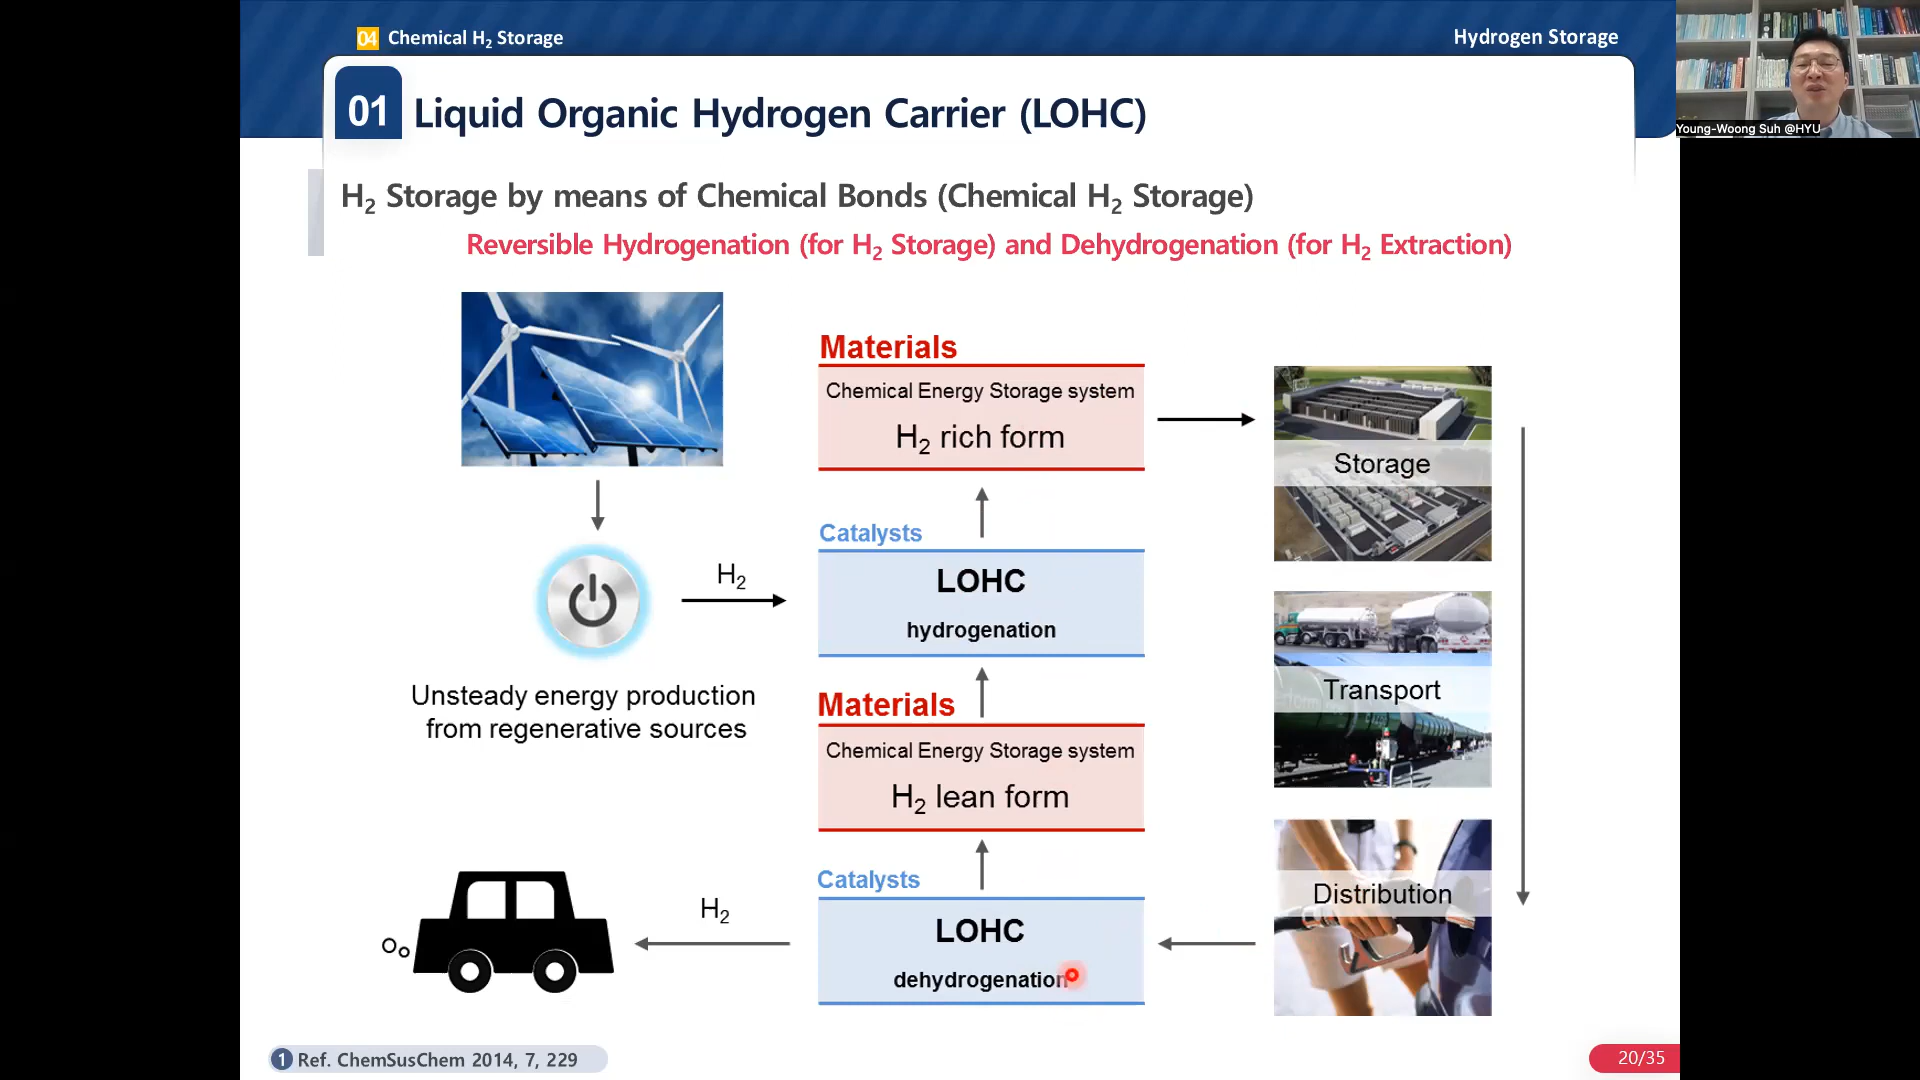 04 Chemical H₂ Storage
Hydrogen Storage
Young-Woong Suh @HYU
01 Liquid Organic Hydrogen Carrier (LOHC)
H₂ Storage by means of Chemical Bonds (Chemical H₂ Storage)
Reversible Hydrogenation (for H₂ Storage) and Dehydrogenation (for H₂ Extraction)
Materials
Chemical Energy Storage system
H₂ rich form
Storage
Catalysts
LOHC
hydrogenation
H₂
Unsteady energy production
from regenerative sources
Transport
Materials
Chemical Energy Storage system
H₂ lean form
Distribution
Catalysts
LOHC
dehydrogenation
H₂
1 Ref. ChemSusChem 2014, 7, 229
20/35